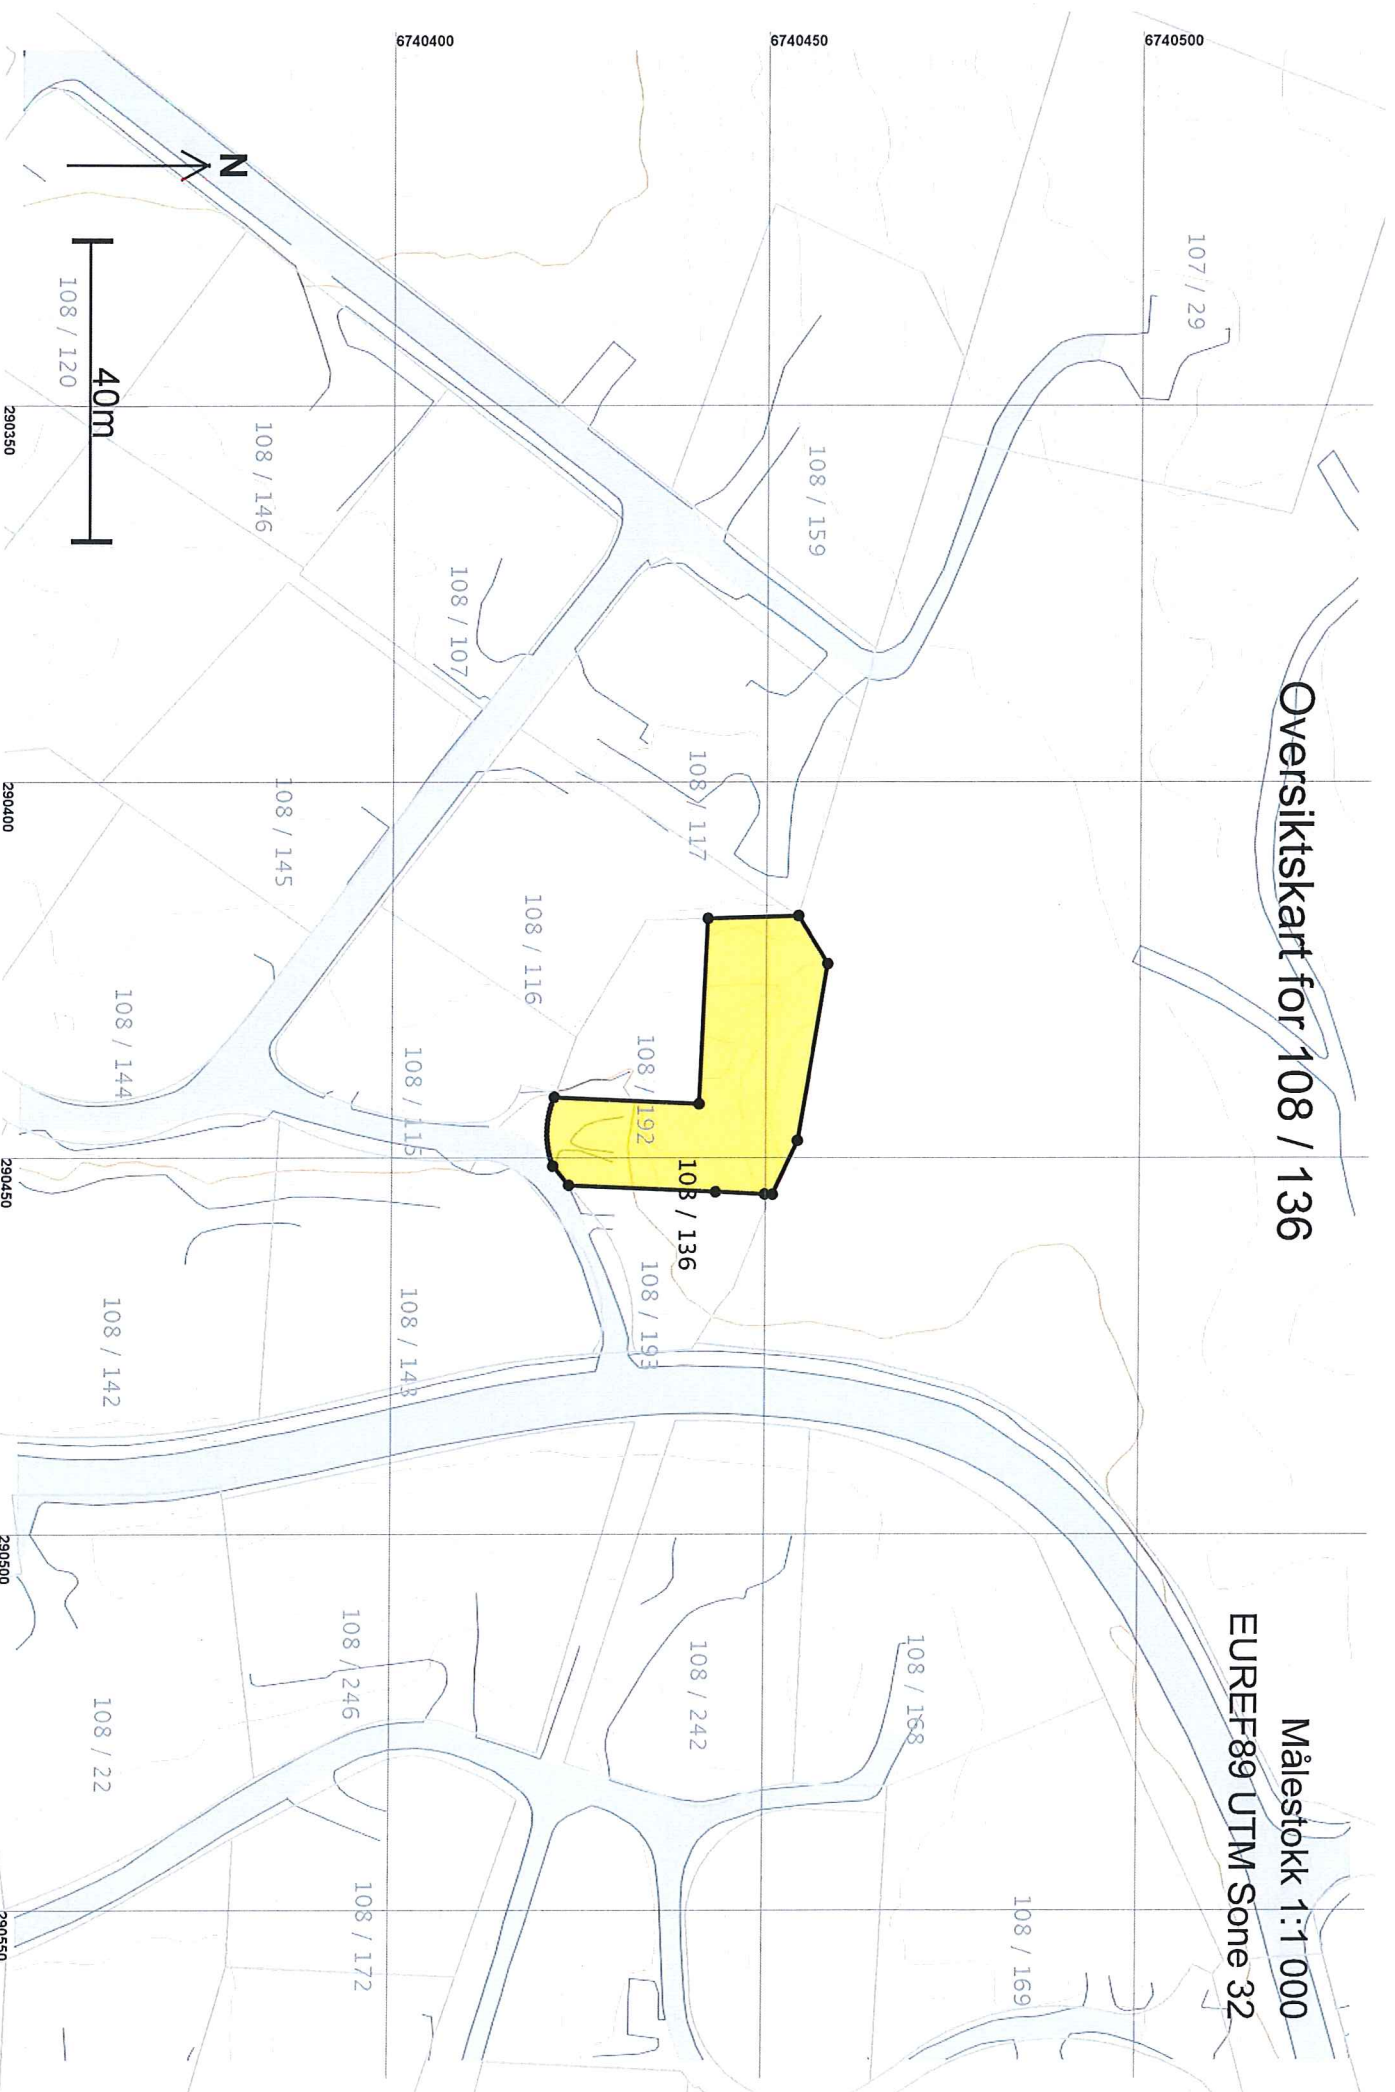 Oversiktskart for 108 / 136
Målestokk 1:1 000
EUREF89 UTM Sone 32
6740500
6740450
6740400
107 / 29
108 / 159
108 / 169
108 / 168
108 / 117
108 / 136
108 / 242
108 / 192
108 / 193
108 / 116
108 / 107
108 / 115
108 / 143
108 / 172
108 / 246
108 / 145
108 / 146
N
108 / 144
108 / 142
108 / 22
40m
108 / 120
290350
290400
290450
290500
290550